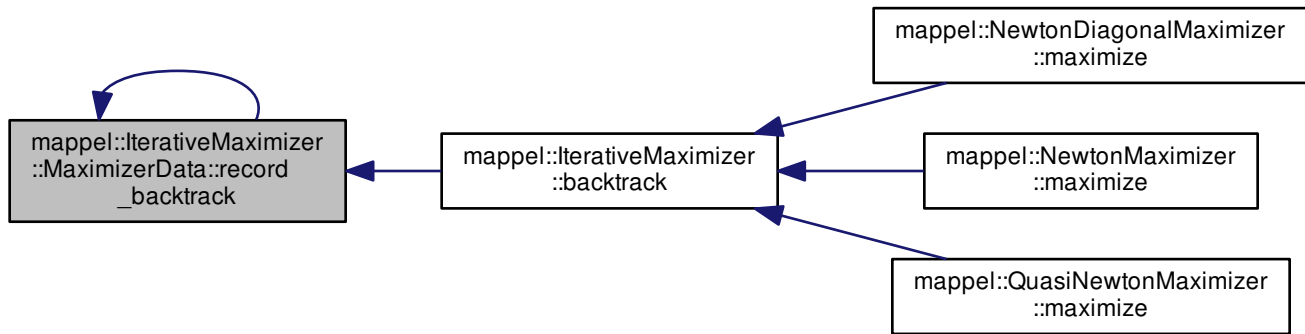 mappel::IterativeMaximizer
::MaximizerData::record
_backtrack
mappel::IterativeMaximizer
::backtrack
mappel::NewtonDiagonalMaximizer
::maximize
mappel::NewtonMaximizer
::maximize
mappel::QuasiNewtonMaximizer
::maximize